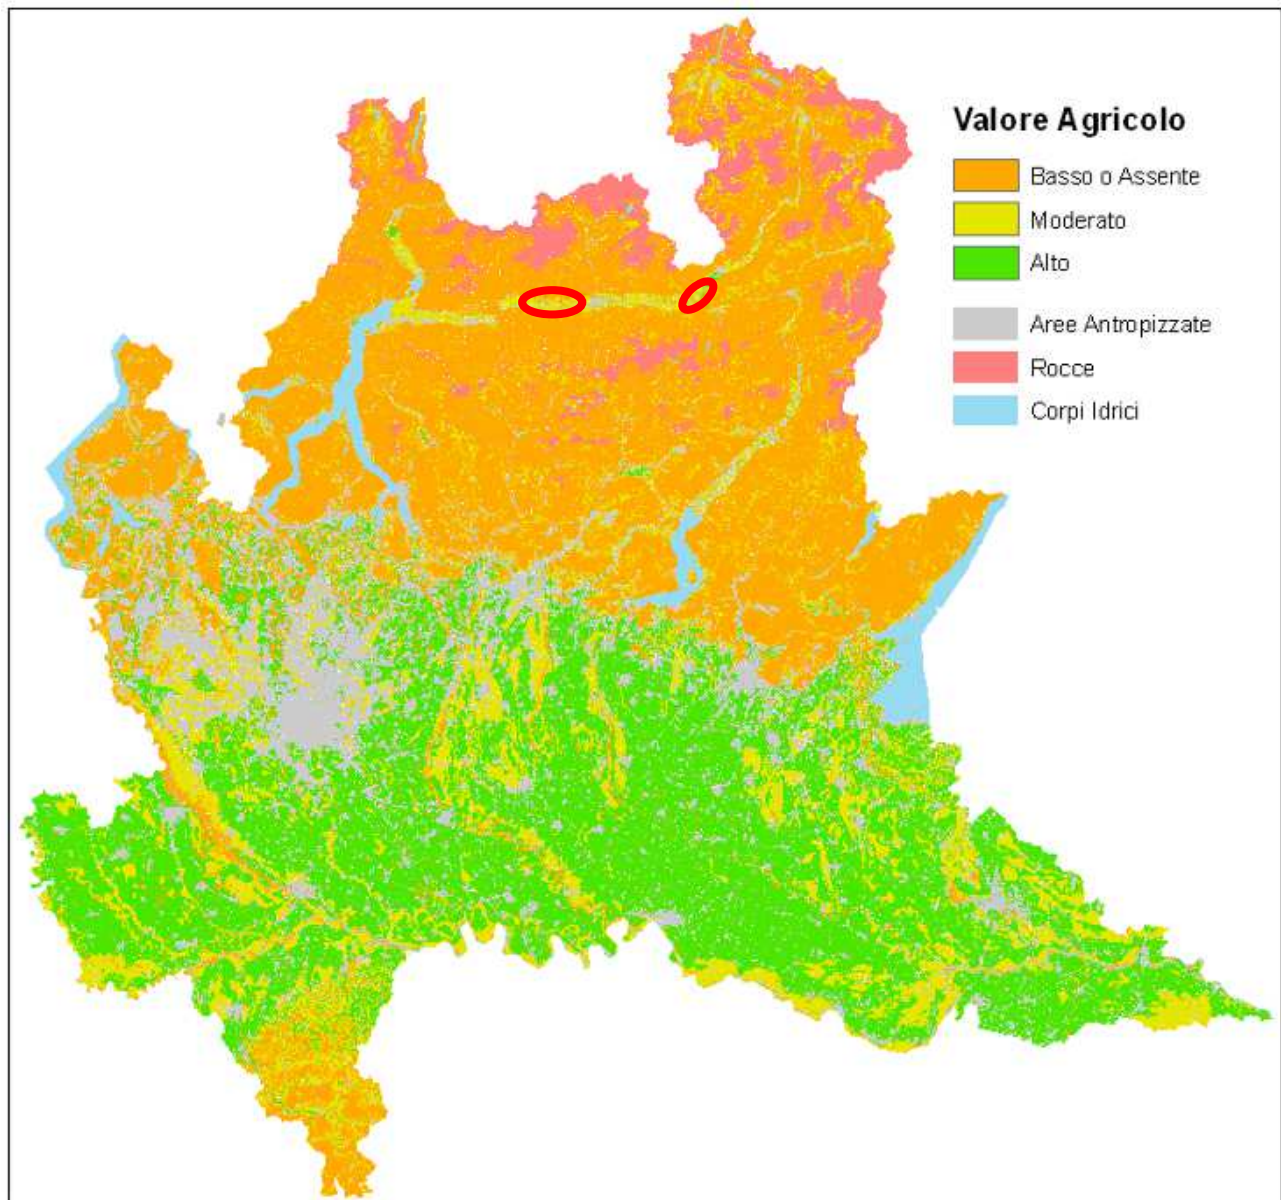 Valore Agricolo
Basso o Assente
Moderato
Alto
Aree Antropizzate
Rocce
Corpi Idrici